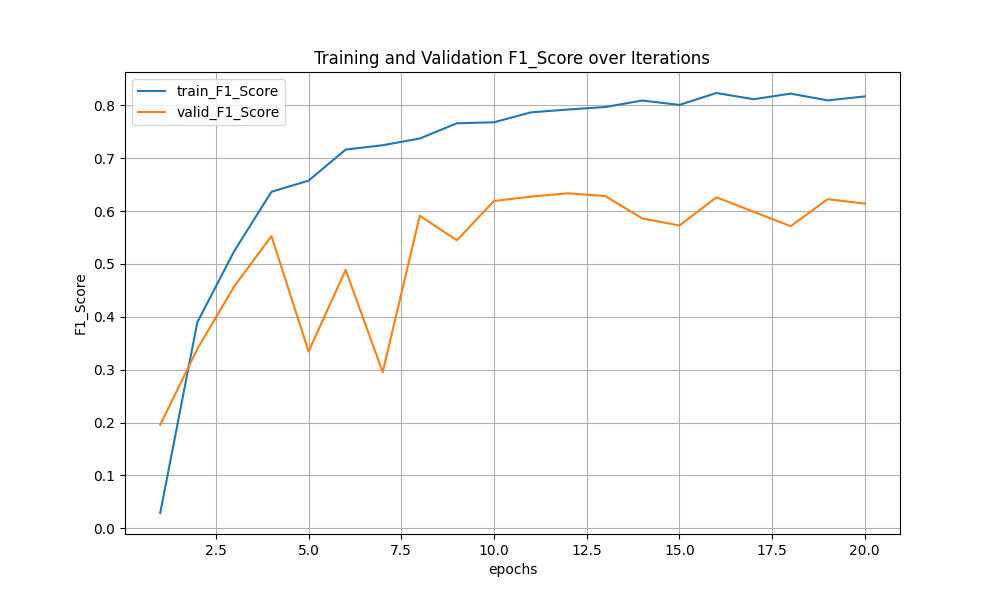 Training and Validation F1_Score over Iterations
train_F1_Score
valid_F1_Score
0.8
0.7
0.6
0.5
0.4
0.3
0.2
0.1
0.0
F1_Score
2.5 5.0 7.5 10.0 12.5 15.0 17.5 20.0
epochs